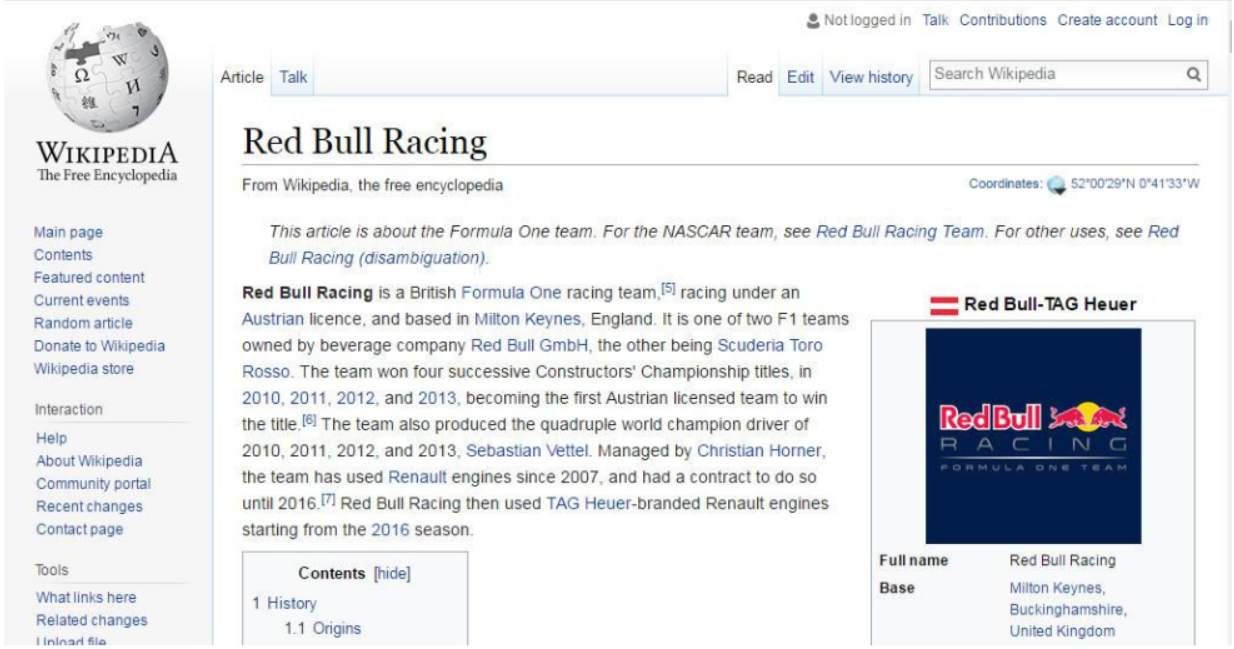 Not logged in Talk Contributions Create account Log in
Article Talk
Read Edit View history Search Wikipedia
WIKIPEDIA
The Free Encyclopedia
Main page
Contents
Featured content
Current events
Random article
Donate to Wikipedia
Wikipedia store
Interaction
Help
About Wikipedia
Community portal
Recent changes
Contact page
Tools
What links here
Related changes
Upload file
Red Bull Racing
From Wikipedia, the free encyclopedia
Coordinates: 52°00'29"N 0°41'33"W
This article is about the Formula One team. For the NASCAR team, see Red Bull Racing Team. For other uses, see Red
Bull Racing (disambiguation).
Red Bull Racing is a British Formula One racing team,[5] racing under an
Austrian licence, and based in Milton Keynes, England. It is one of two F1 teams
owned by beverage company Red Bull GmbH, the other being Scuderia Toro
Rosso. The team won four successive Constructors' Championship titles, in
2010, 2011, 2012, and 2013, becoming the first Austrian licensed team to win
the title.[6] The team also produced the quadruple world champion driver of
2010, 2011, 2012, and 2013, Sebastian Vettel. Managed by Christian Horner,
the team has used Renault engines since 2007, and had a contract to do so
until 2016.[7] Red Bull Racing then used TAG Heuer-branded Renault engines
starting from the 2016 season.
Contents [hide]
1 History
1.1 Origins
Red Bull-TAG Heuer
Red Bull
RACING
FORMULA ONE TEAM
Full name Red Bull Racing
Base Milton Keynes,
Buckinghamshire,
United Kingdom